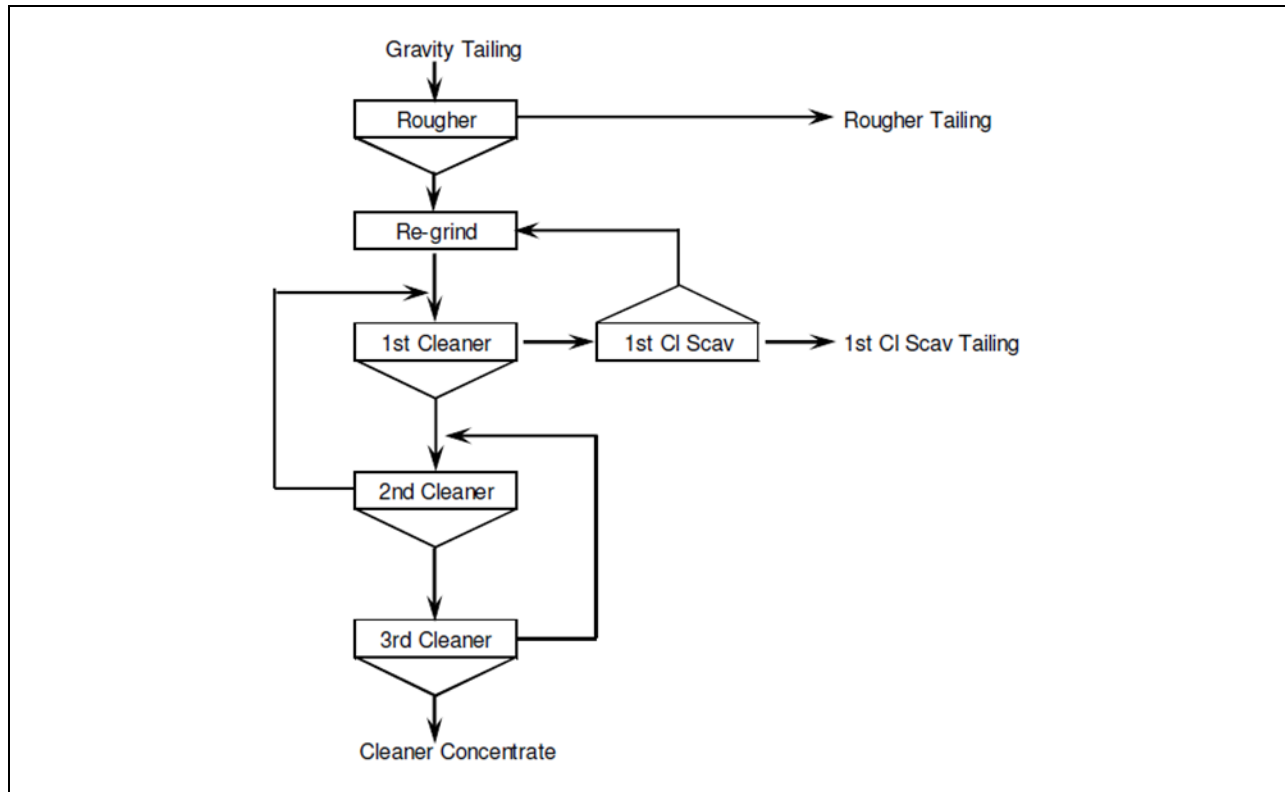 Gravity Tailing
Rougher
Rougher Tailing
Re-grind
1st Cleaner
1st Cl Scav
1st Cl Scav Tailing
2nd Cleaner
3rd Cleaner
Cleaner Concentrate